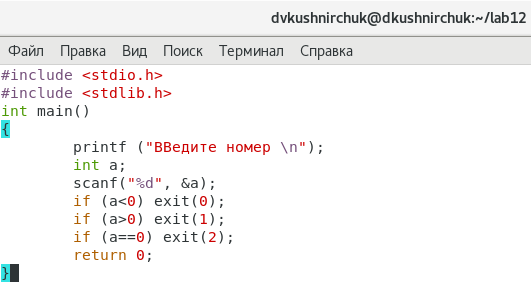 dvkushnirchuk@dkushnirchuk:~/lab12
Файл Правка Вид Поиск Терминал Справка
#include <stdio.h>
#include <stdlib.h>
int main()
{
        printf ("ВВедите номер \n");
        int a;
        scanf("%d", &a);
        if (a<0) exit(0);
        if (a>0) exit(1);
        if (a==0) exit(2);
        return 0;
}